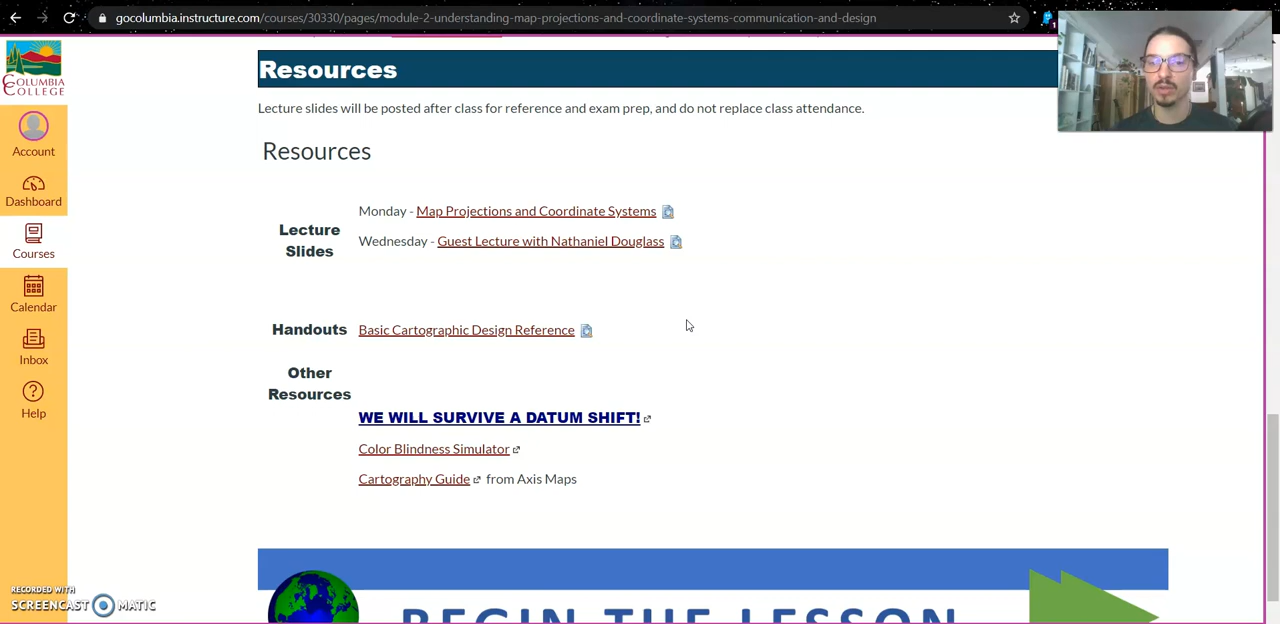 gocolumbia.instructure.com/courses/30330/pages/module-2-understanding-map-projections-and-coordinate-systems-communication-and-design
1
COLUMBIA
COLLEGE
Account
Dashboard
Courses
Calendar
Inbox
Help
Resources
Lecture slides will be posted after class for reference and exam prep, and do not replace class attendance.
Resources
Lecture
Slides
Monday - Map Projections and Coordinate Systems
Wednesday - Guest Lecture with Nathaniel Douglass
Handouts
Basic Cartographic Design Reference
Other
Resources
WE WILL SURVIVE A DATUM SHIFT!
Color Blindness Simulator
Cartography Guide from Axis Maps
BEGIN THE LESSON
RECORDED WITH
SCREENCAST MATIC